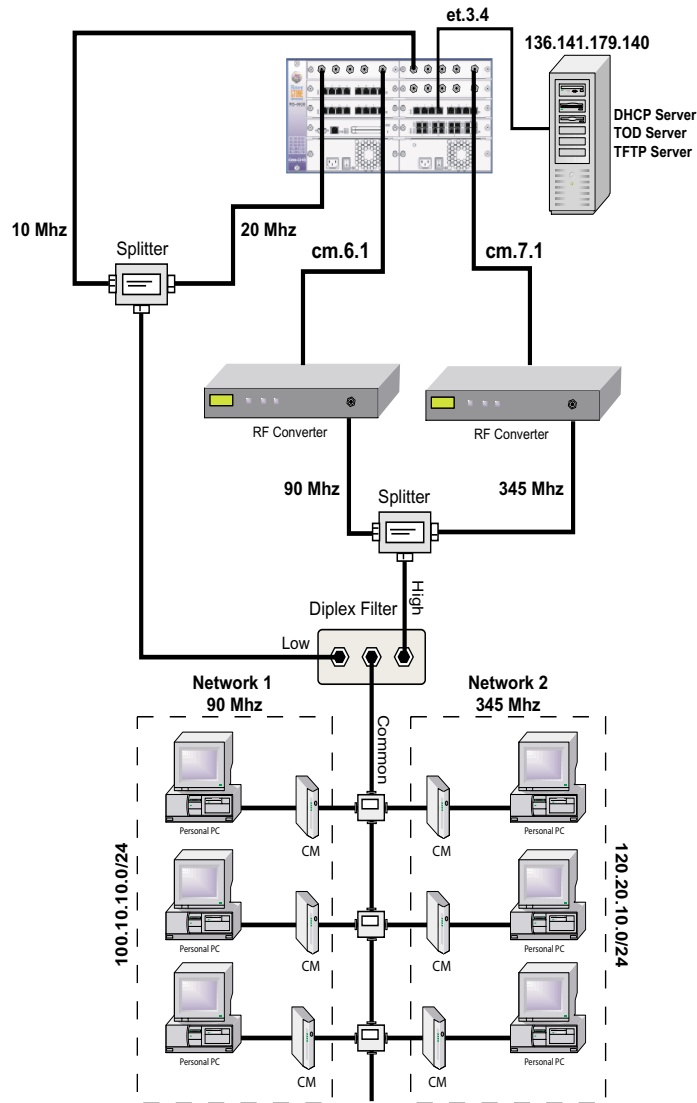 et.3.4
136.141.179.140
DHCP Server
TOD Server
TFTP Server
10 Mhz
Splitter
20 Mhz
cm.6.1
cm.7.1
RF Converter
RF Converter
90 Mhz
Splitter
345 Mhz
High
Diplex Filter
Low
Common
Network 1
90 Mhz
Network 2
345 Mhz
100.10.10.0/24
120.20.10.0/24
Personal PC
CM
CM
Personal PC
Personal PC
CM
CM
Personal PC
Personal PC
CM
CM
Personal PC